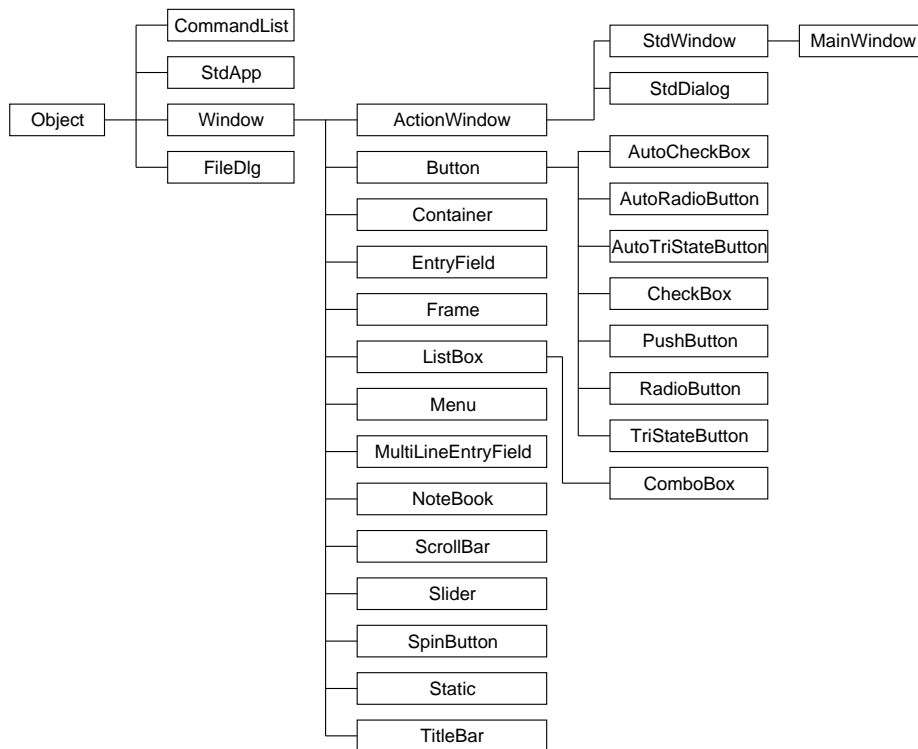 CommandList
StdWindow
MainWindow
StdApp
StdDialog
Object
Window
ActionWindow
FileDlg
Button
AutoCheckBox
Container
AutoRadioButton
EntryField
AutoTriStateButton
Frame
CheckBox
ListBox
PushButton
Menu
RadioButton
MultiLineEntryField
TriStateButton
NoteBook
ComboBox
ScrollBar
Slider
SpinButton
Static
TitleBar